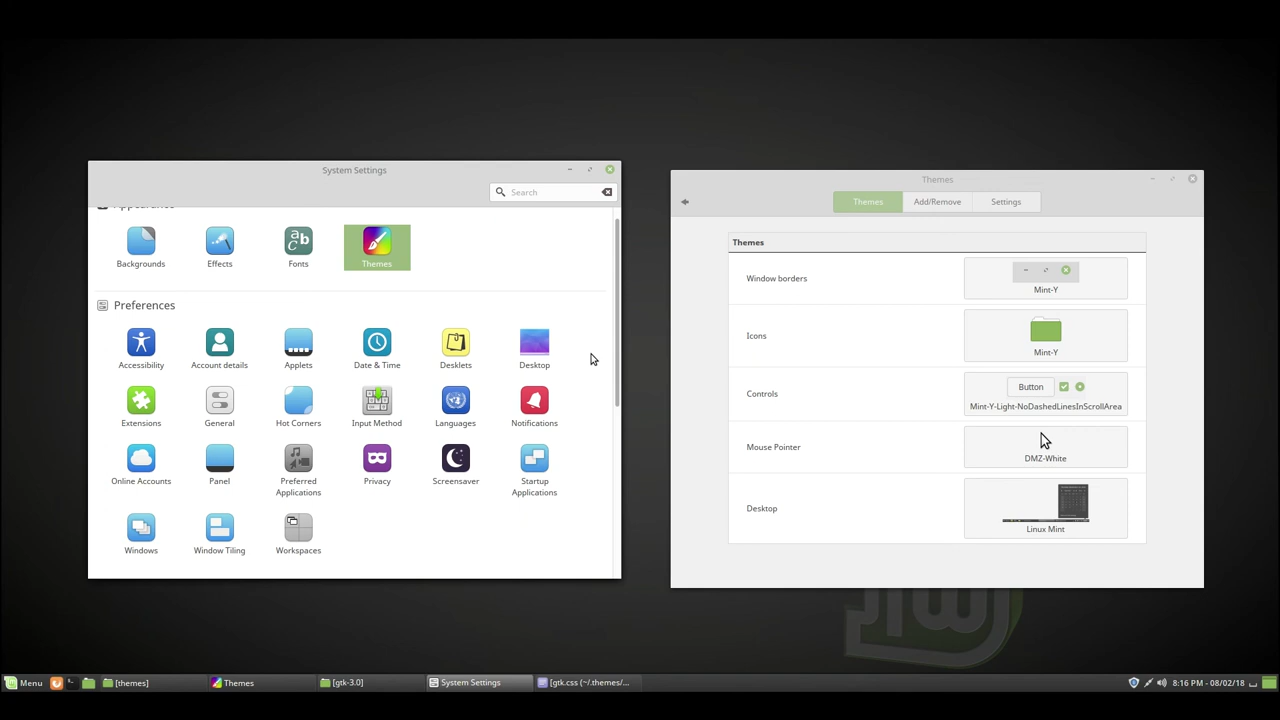 System Settings
Search
Appearance
Backgrounds
Effects
Fonts
Themes
Preferences
Accessibility
Account details
Applets
Date & Time
Desklets
Desktop
Extensions
General
Hot Corners
Input Method
Languages
Notifications
Online Accounts
Panel
Preferred
Applications
Privacy
Screensaver
Startup
Applications
Windows
Window Tiling
Workspaces
Themes
Themes
Add/Remove
Settings
Themes
Window borders
Mint-Y
Icons
Mint-Y
Controls
Button
Mint-Y-Light-NoDashedLinesInScrollArea
Mouse Pointer
DMZ-White
Desktop
Linux Mint
Menu
[themes]
Themes
[gtk-3.0]
System Settings
[gtk.css (~/.themes/...
8:16 PM - 08/02/18